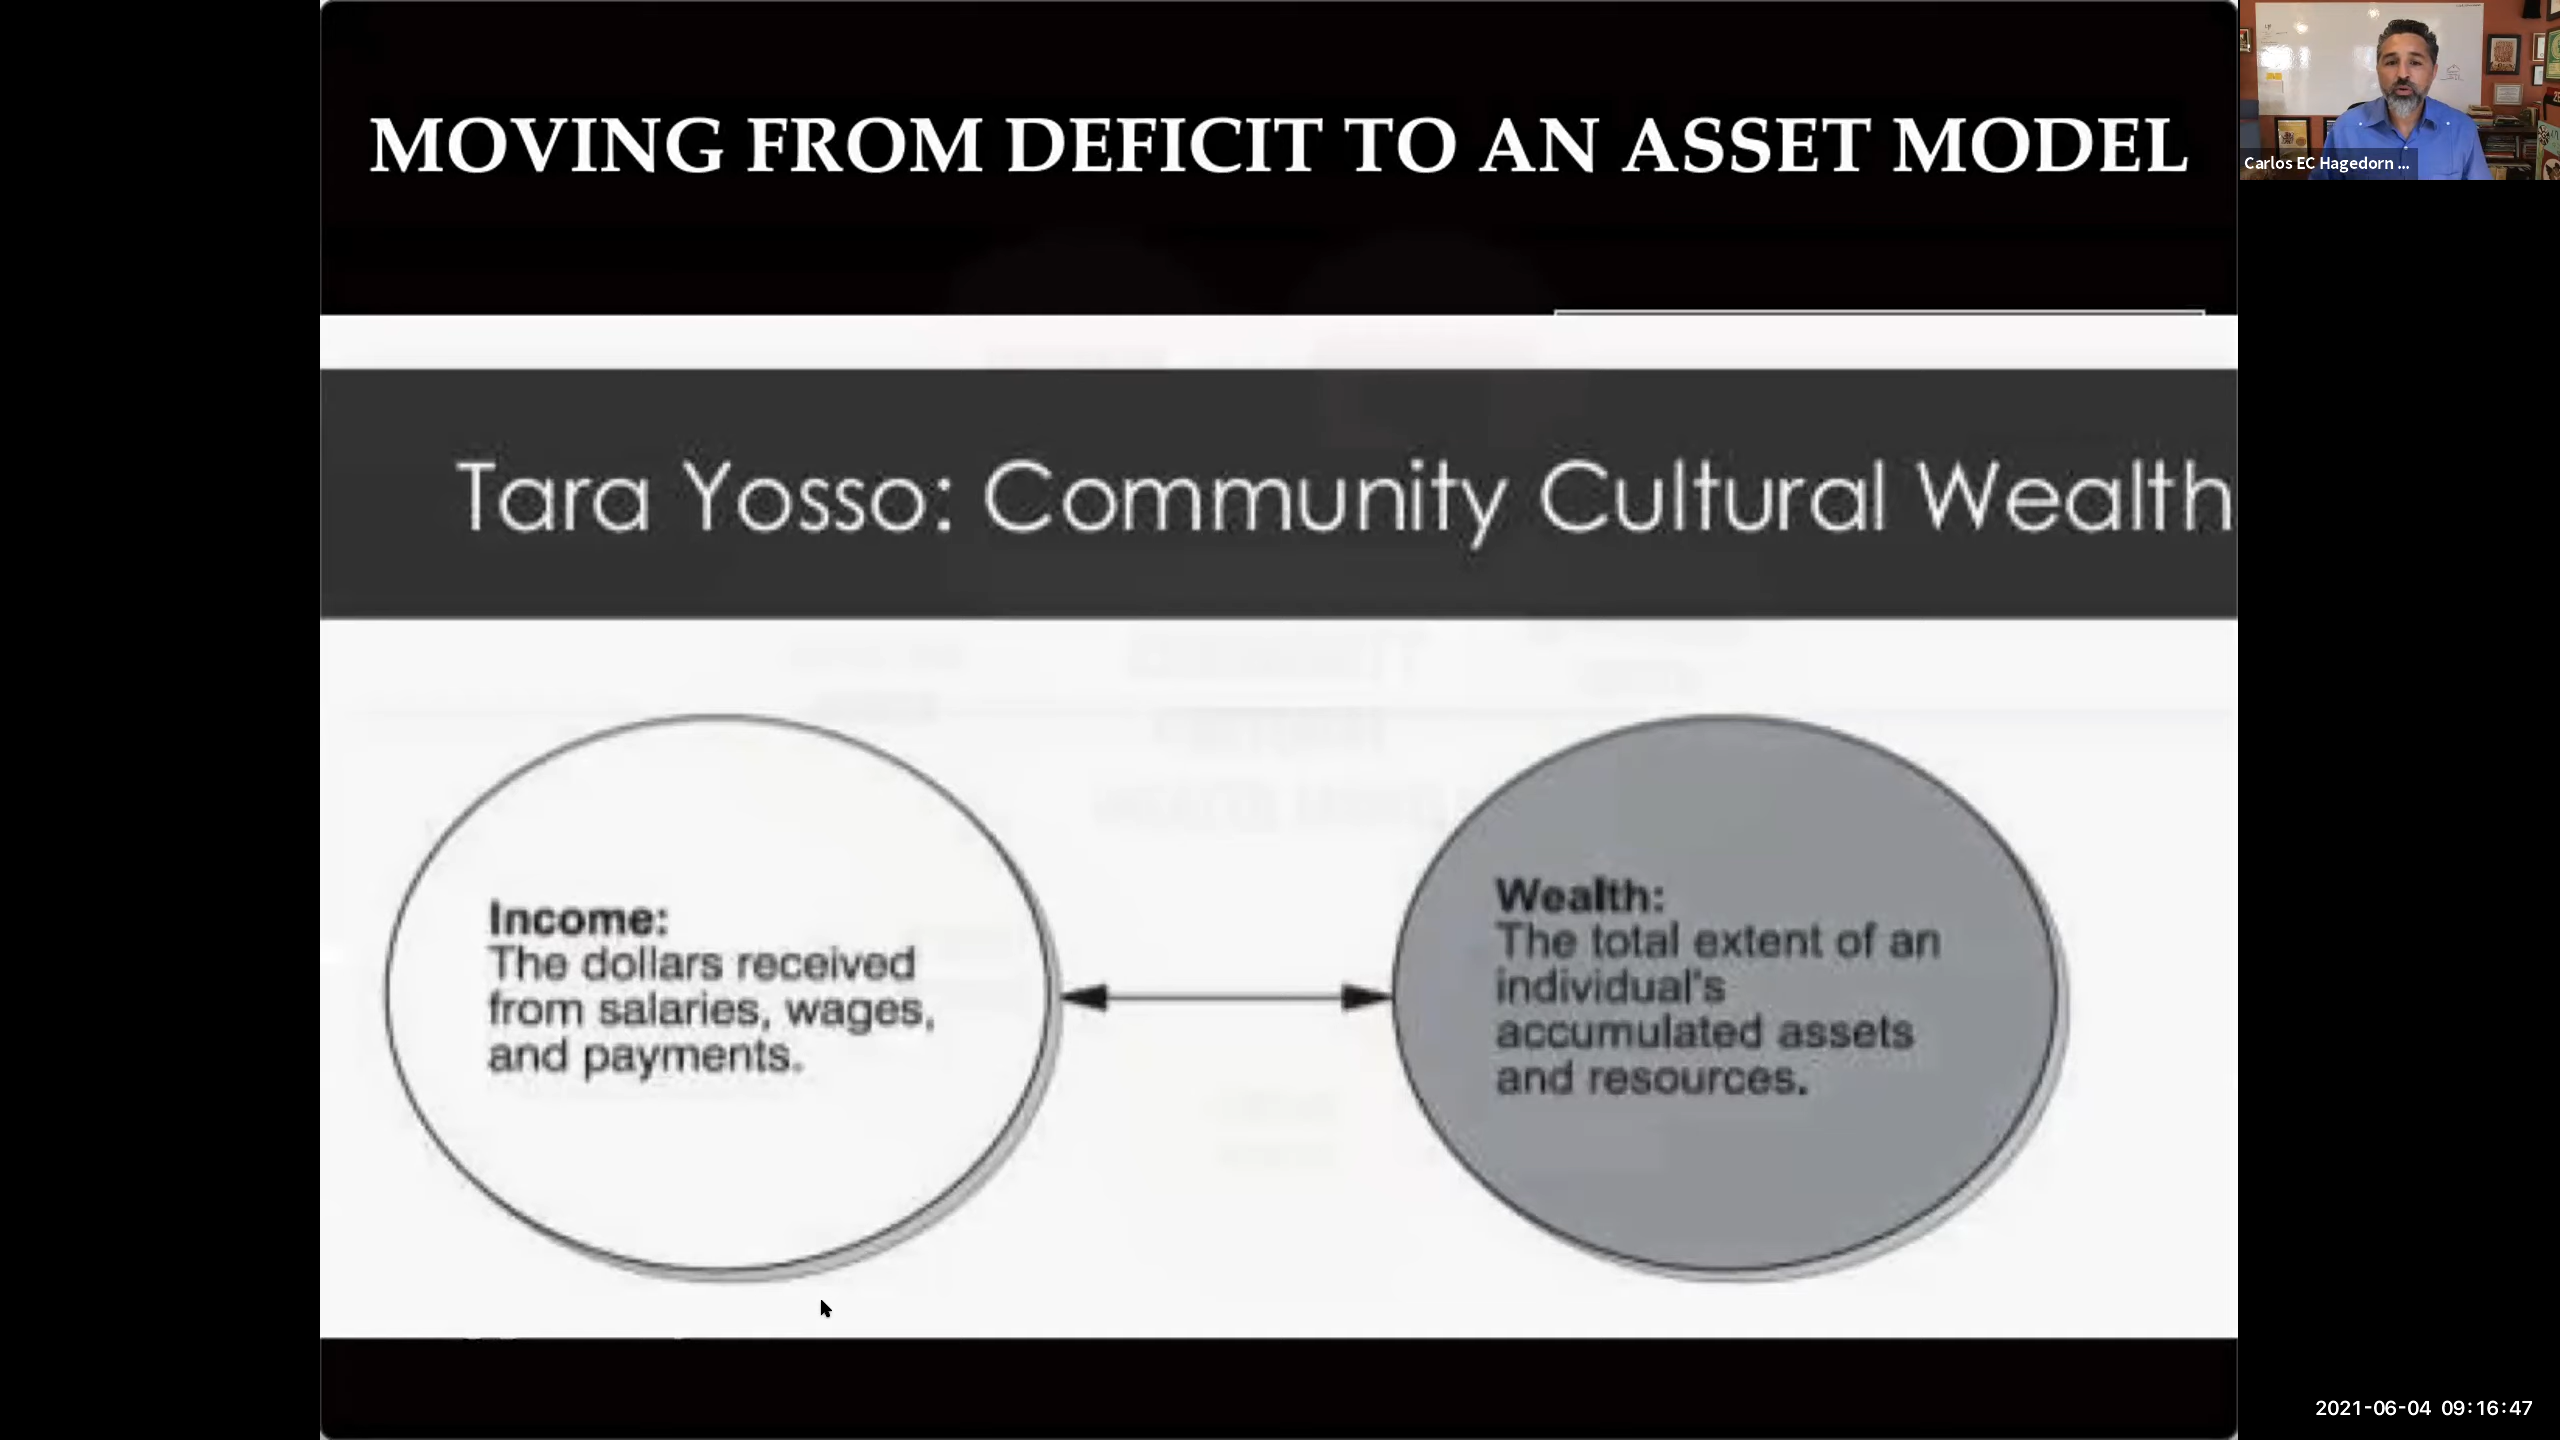 MOVING FROM DEFICIT TO AN ASSET MODEL
Carlos EC Hagedorn ...
Tara Yosso: Community Cultural Wealth
Income:
The dollars received
from salaries, wages,
and payments.
Wealth:
The total extent of an
individual's
accumulated assets
and resources.
2021-06-04 09:16:47